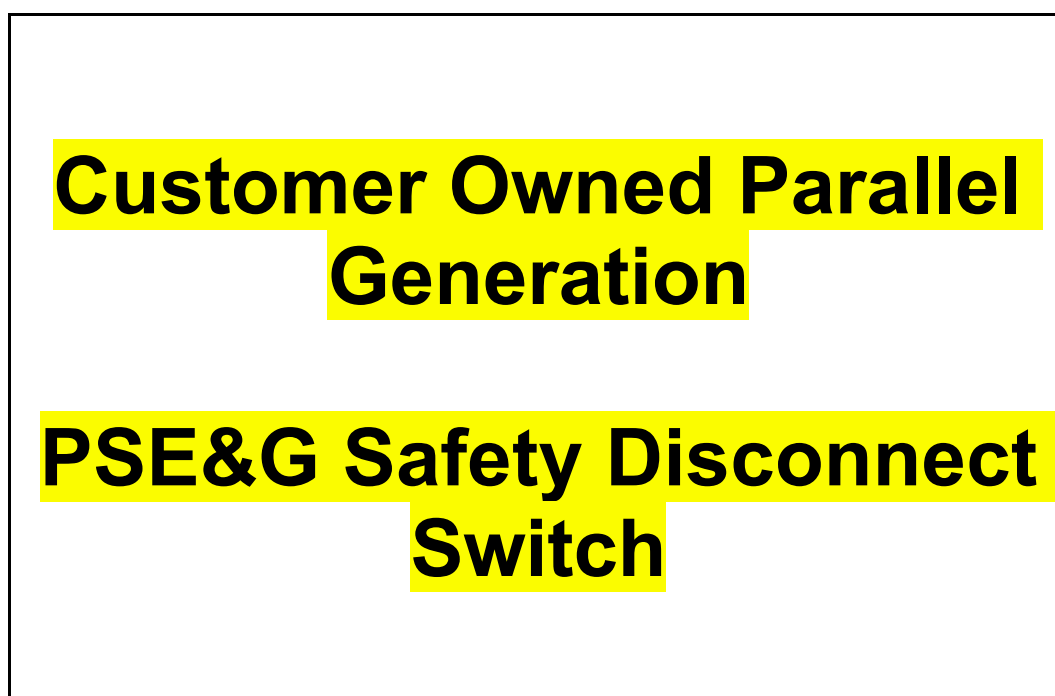 Customer Owned Parallel
Generation
PSE&G Safety Disconnect
Switch